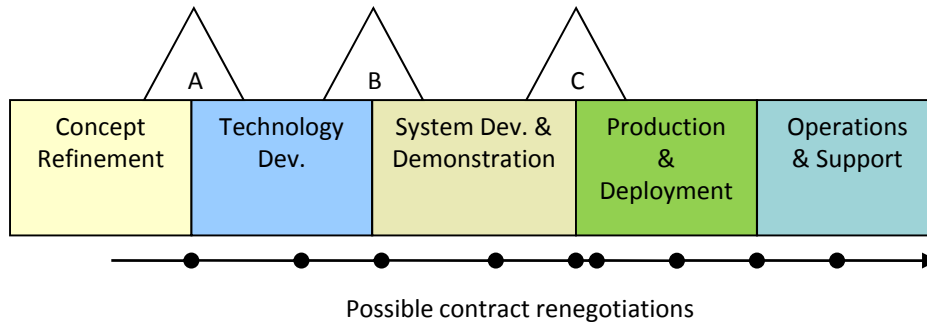 A
B
C
Concept
Refinement
Technology
Dev.
System Dev. &
Demonstration
Production
&
Deployment
Operations
& Support
Possible contract renegotiations